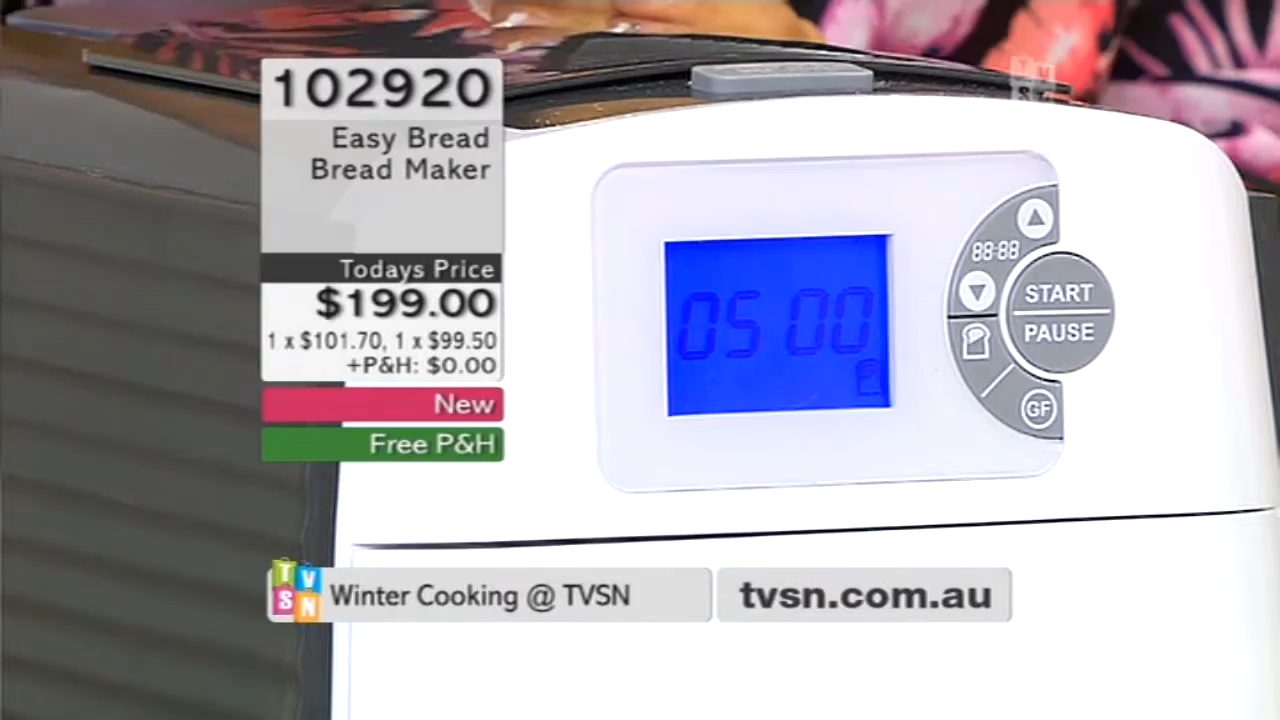 102920
Easy Bread
Bread Maker
Todays Price
$199.00
1 x $101.70, 1 x $99.50
+P&H: $0.00
New
Free P&H
TVSN
05 00
88:88
START
PAUSE
GF
TVSN
Winter Cooking @ TVSN
tvsn.com.au